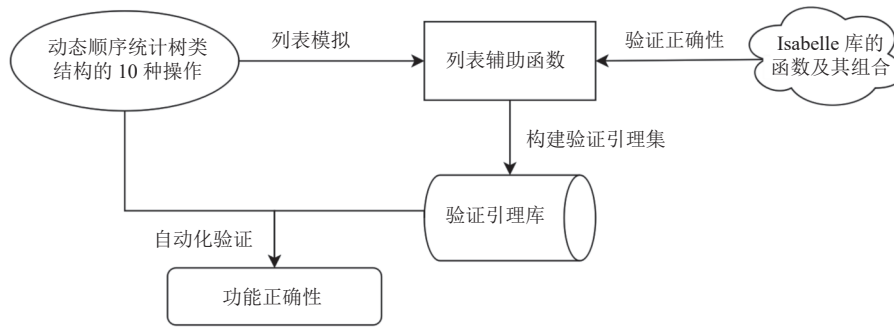 动态顺序统计树类
结构的 10 种操作
列表模拟
列表辅助函数
验证正确性
Isabelle 库的
函数及其组合
构建验证引理集
验证引理库
自动化验证
功能正确性